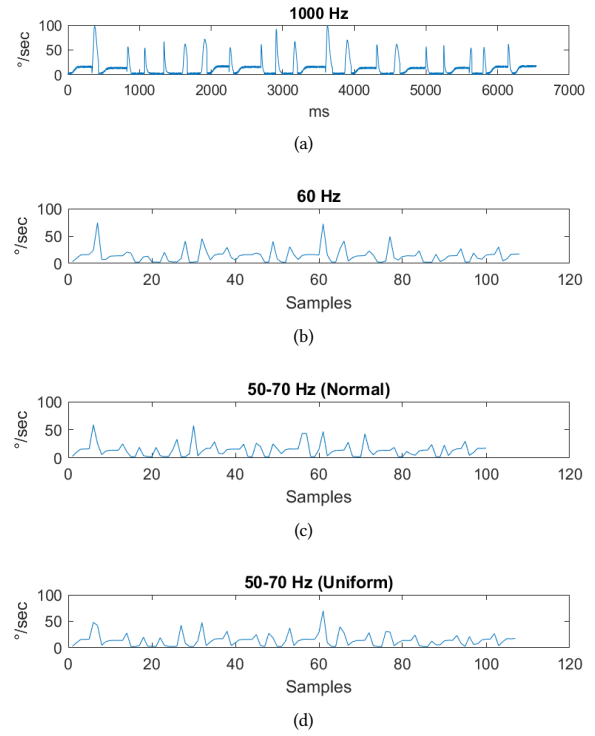 1000 Hz
100
50
0
°/sec
0 1000 2000 3000 4000 5000 6000 7000
ms
(a)
60 Hz
100
50
0
°/sec
0 20 40 60 80 100 120
Samples
(b)
50-70 Hz (Normal)
100
50
0
°/sec
0 20 40 60 80 100 120
Samples
(c)
50-70 Hz (Uniform)
100
50
0
°/sec
0 20 40 60 80 100 120
Samples
(d)